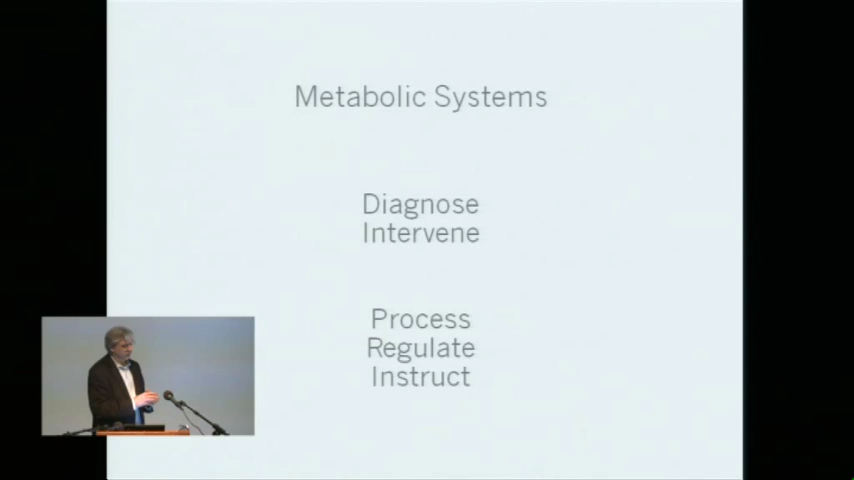 Metabolic Systems
Diagnose
Intervene
Process
Regulate
Instruct